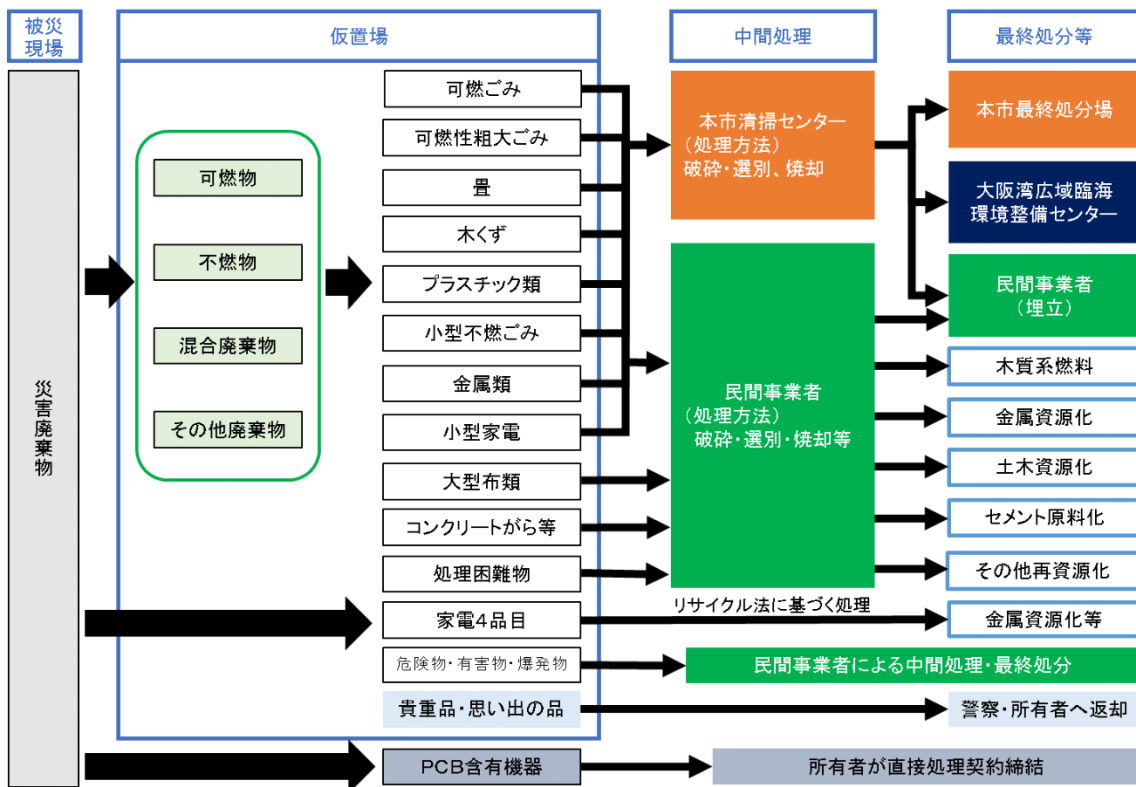 被災
現場
仮置場
中間処理
最終処分等
災害廃棄物
可燃物
不燃物
混合廃棄物
その他廃棄物
可燃ごみ
可燃性粗大ごみ
畳
木くず
プラスチック類
小型不燃ごみ
金属類
小型家電
大型布類
コンクリートがら等
処理困難物
家電4品目
危険物・有害物・爆発物
貴重品・思い出の品
PCB含有機器
本市清掃センター
(処理方法)
破砕・選別、焼却
民間事業者
(処理方法)
破砕・選別・焼却等
リサイクル法に基づく処理
民間事業者による中間処理・最終処分
所有者が直接処理契約締結
本市最終処分場
大阪湾広域臨海
環境整備センター
民間事業者
(埋立)
木質系燃料
金属資源化
土木資源化
セメント原料化
その他再資源化
金属資源化等
警察・所有者へ返却